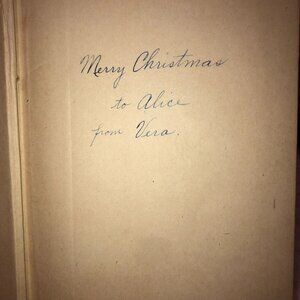 Merry Christmas
to Alice
from Vera.